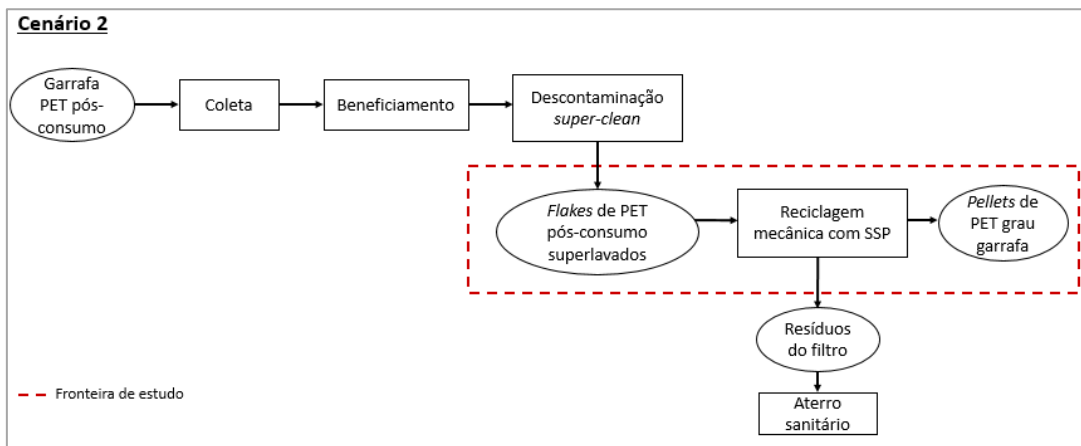 Cenário 2
Garrafa
PET pós-
consumo
Coleta
Beneficiamento
Descontaminação
super-clean
Flakes de PET
pós-consumo
superlavados
Reciclagem
mecânica com SSP
Pellets de
PET grau
garrafa
Resíduos
do filtro
Aterro
sanitário
Fronteira de estudo